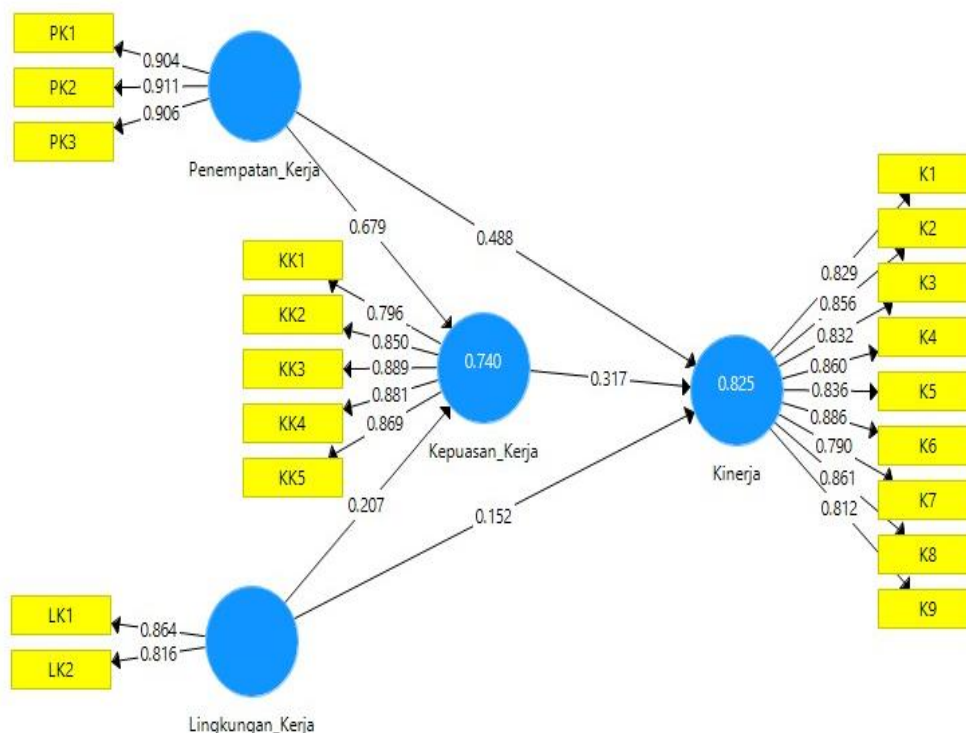 PK1
PK2
PK3
0.904
0.911
0.906
Penempatan_Kerja
0.679
0.488
KK1
KK2
KK3
KK4
KK5
0.796
0.850
0.889
0.881
0.869
0.740
Kepuasan_Kerja
0.317
0.207
0.152
LK1
LK2
0.864
0.816
Lingkungan_Kerja
0.825
Kinerja
0.829
0.856
0.832
0.860
0.836
0.886
0.790
0.861
0.812
K1
K2
K3
K4
K5
K6
K7
K8
K9